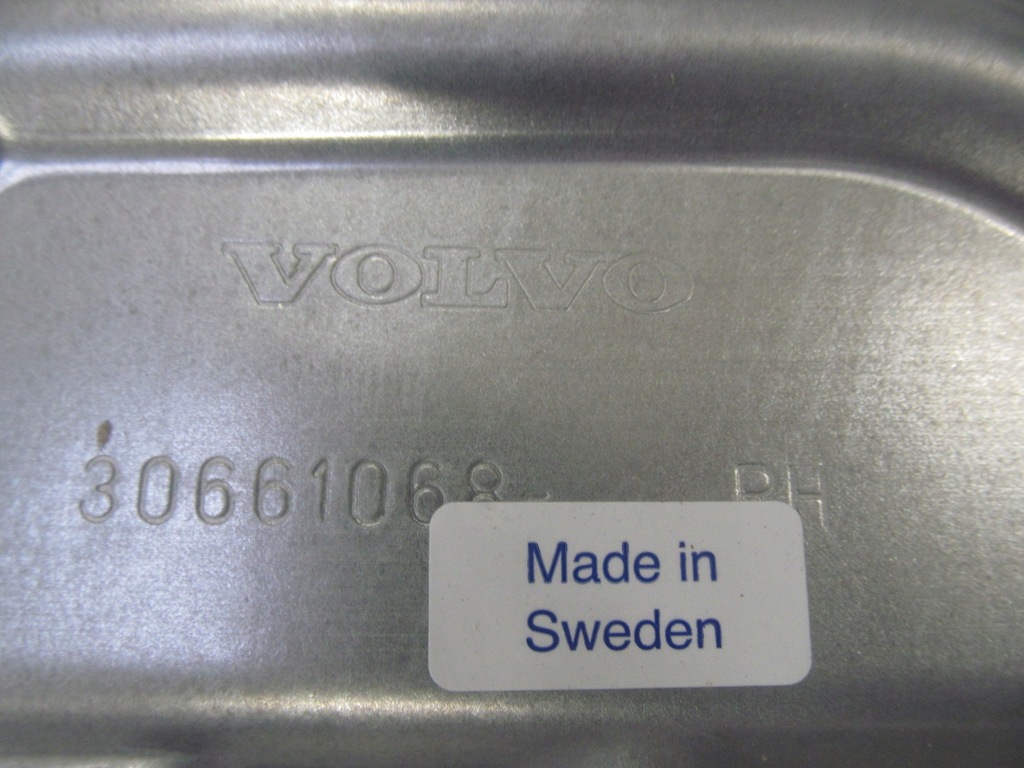 VOLVO
30661068- RH
Made in
Sweden